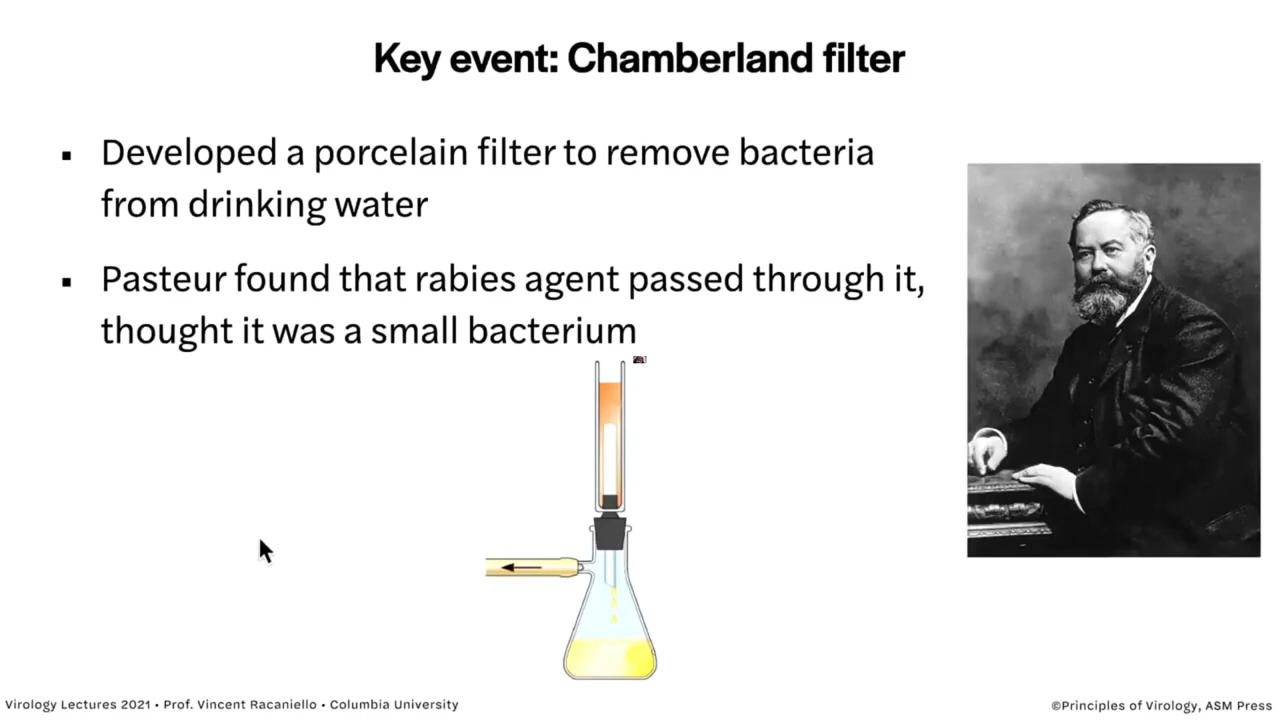 Key event: Chamberland filter
▪ Developed a porcelain filter to remove bacteria
from drinking water
▪ Pasteur found that rabies agent passed through it,
thought it was a small bacterium
Virology Lectures 2021 • Prof. Vincent Racaniello • Columbia University
©Principles of Virology, ASM Press